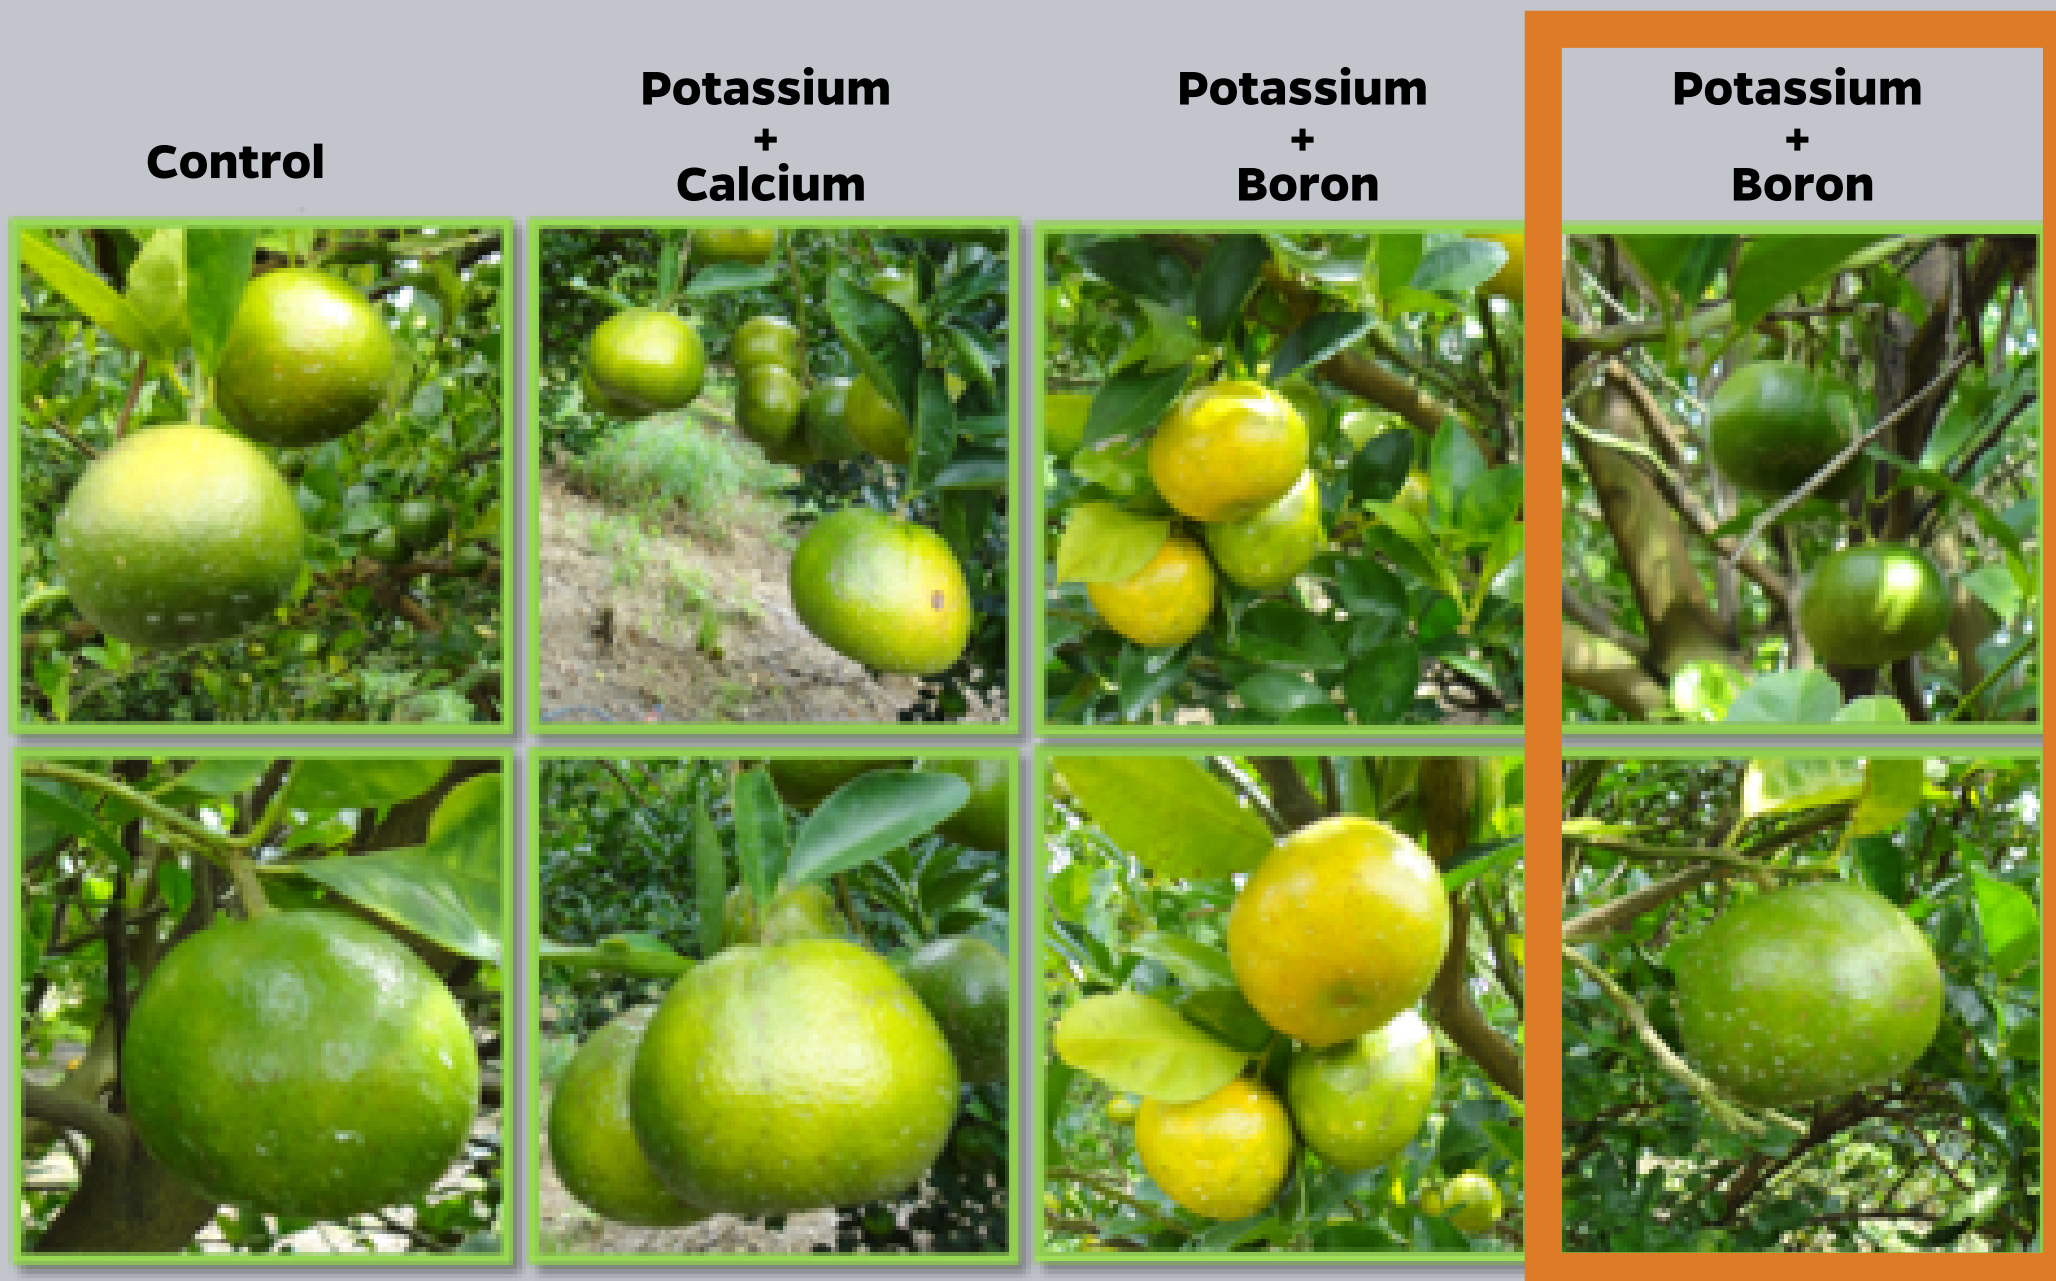 Control
Potassium
+
Calcium
Potassium
+
Boron
Potassium
+
Boron